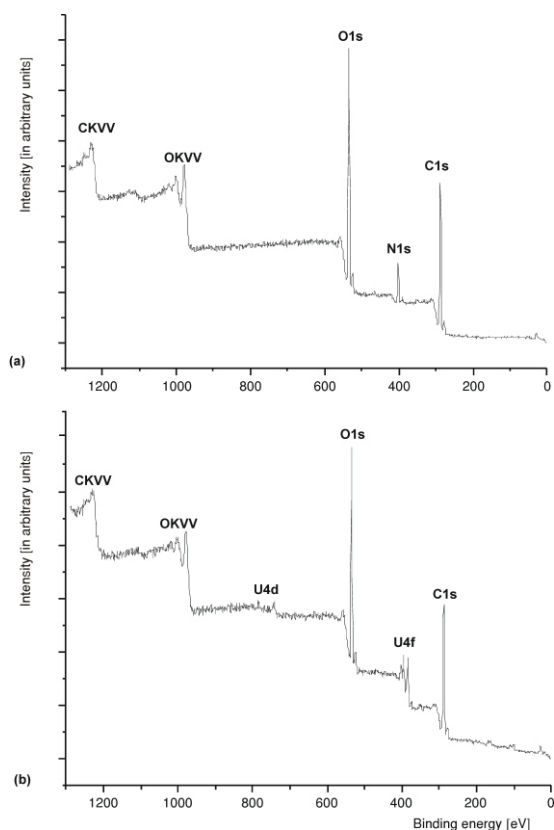 O1s
CKVV
OKVV
C1s
N1s
Intensity [in arbitrary units]
(a)
1200 1000 800 600 400 200 0
O1s
CKVV
OKVV
U4d
C1s
U4f
Intensity [in arbitrary units]
(b)
1200 1000 800 600 400 200 0
Binding energy [eV]